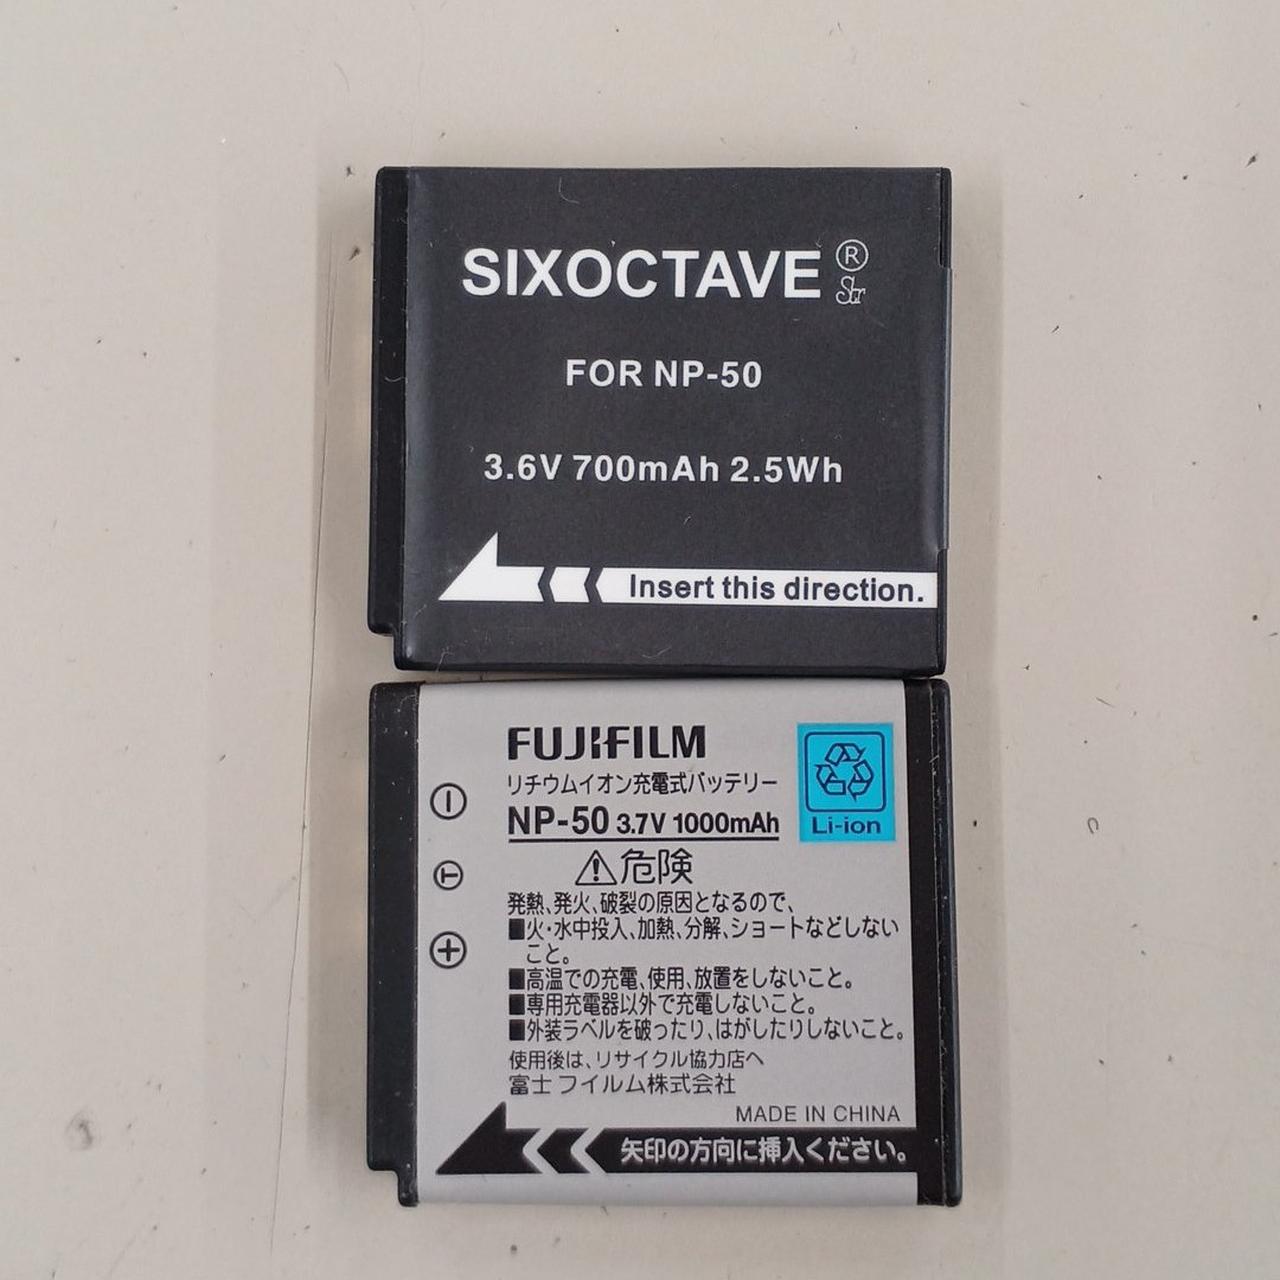 SIXOCTAVE ®
FOR NP-50
3.6V 700mAh 2.5Wh
Insert this direction.
FUJIFILM
リチウムイオン充電式バッテリー
NP-50 3.7V 1000mAh
Li-ion
⚠危険
発熱、発火、破裂の原因となるので、
■火・水中投入、加熱、分解、ショートなどしない
こと。
■高温での充電、使用、放置をしないこと。
■専用充電器以外で充電しないこと。
■外装ラベルを破ったり、はがしたりしないこと。
使用後は、リサイクル協力店へ
富士フイルム株式会社
MADE IN CHINA
矢印の方向に挿入ください。